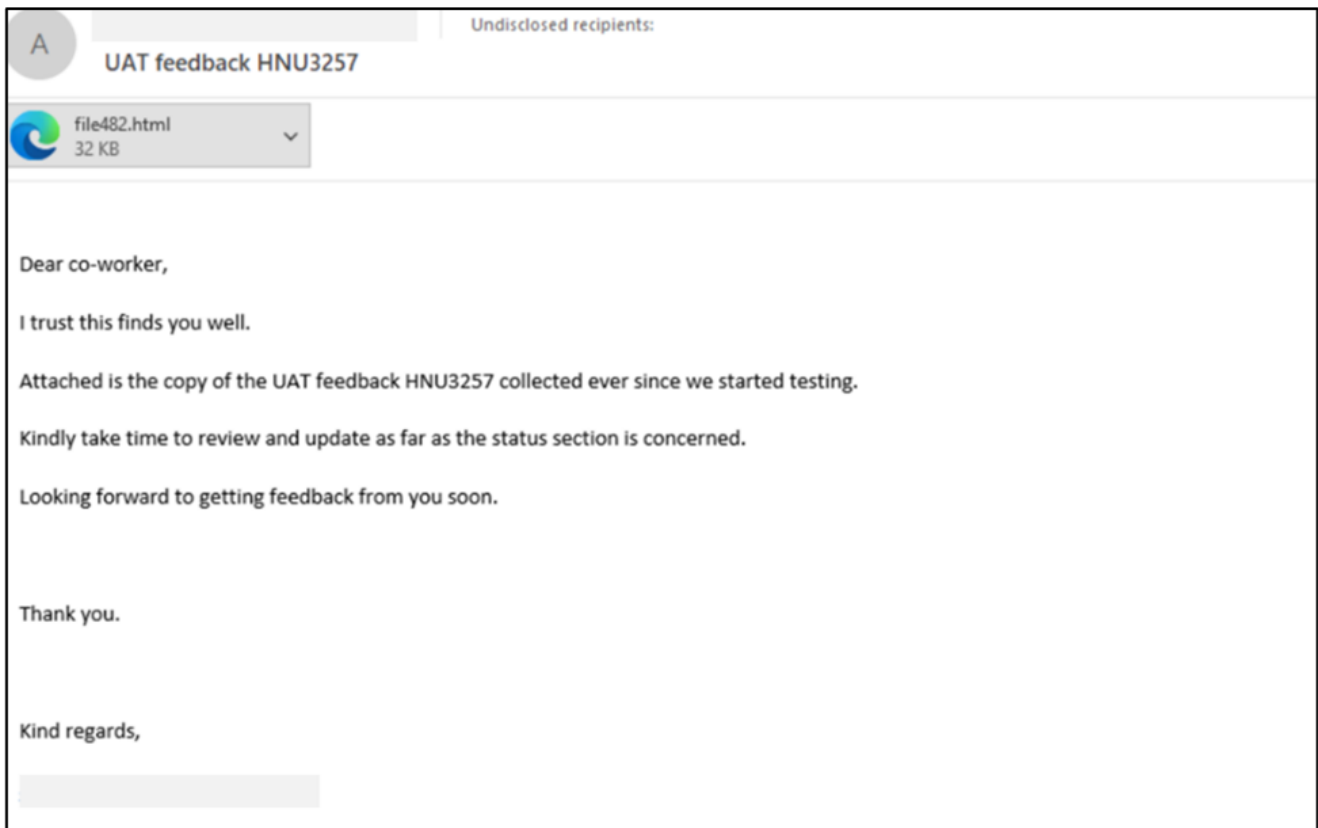 A
Undisclosed recipients:
UAT feedback HNU3257
file482.html
32 KB
Dear co-worker,
I trust this finds you well.
Attached is the copy of the UAT feedback HNU3257 collected ever since we started testing.
Kindly take time to review and update as far as the status section is concerned.
Looking forward to getting feedback from you soon.
Thank you.
Kind regards,